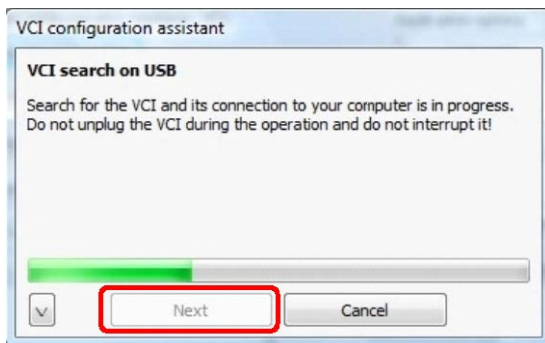 VCI configuration assistant
VCI search on USB
Search for the VCI and its connection to your computer is in progress.
Do not unplug the VCI during the operation and do not interrupt it!
v
Next
Cancel